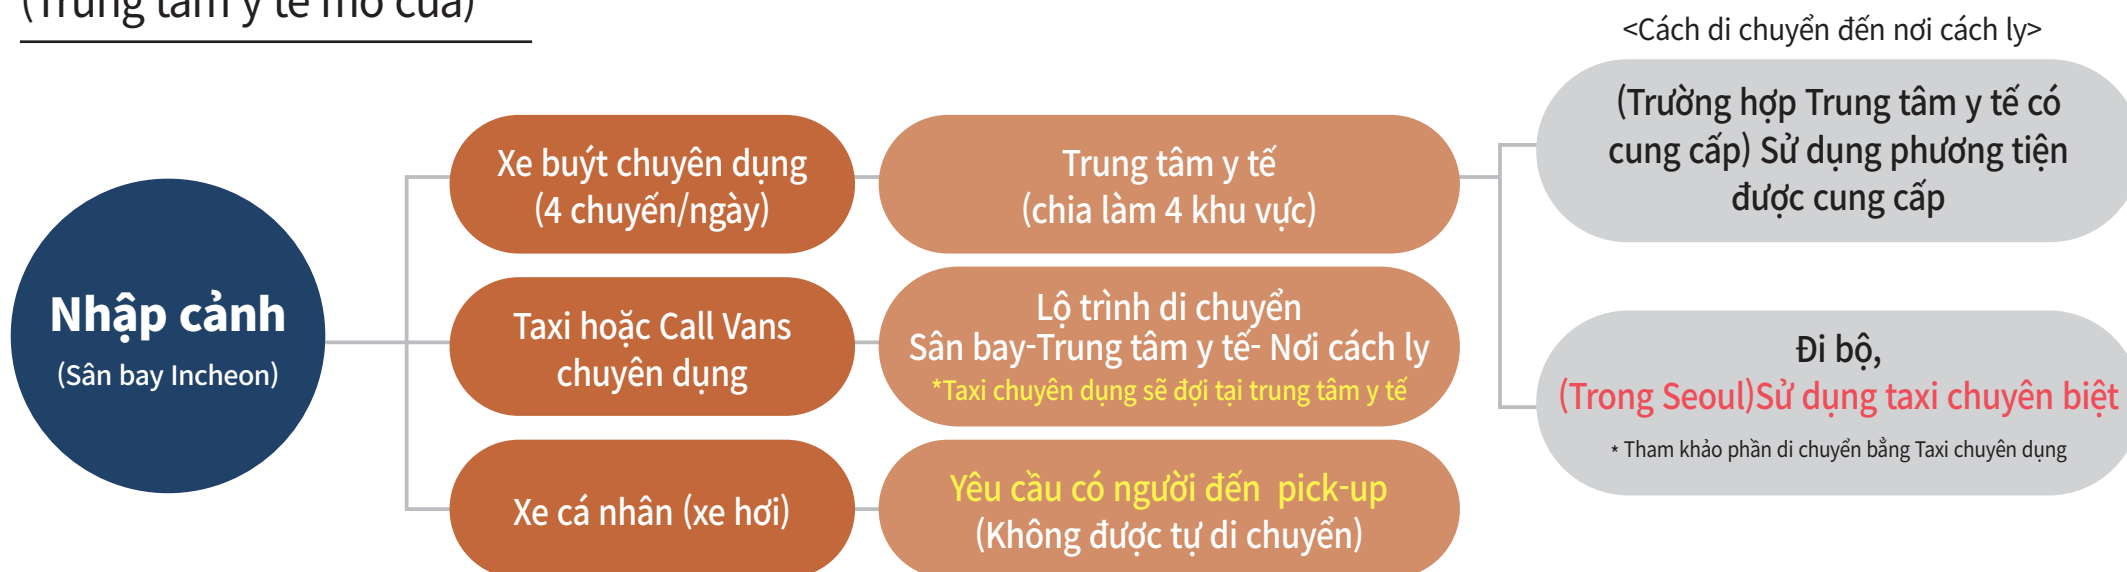 (Trung tâm y tế mở cửa)
<Cách di chuyển đến nơi cách ly>
Nhập cảnh
(Sân bay Incheon)
Xe buýt chuyên dụng
(4 chuyến/ngày)
Trung tâm y tế
(chia làm 4 khu vực)
(Trường hợp Trung tâm y tế có
cung cấp) Sử dụng phương tiện
được cung cấp
Taxi hoặc Call Vans
chuyên dụng
Lộ trình di chuyển
Sân bay-Trung tâm y tế- Nơi cách ly
*Taxi chuyên dụng sẽ đợi tại trung tâm y tế
Đi bộ,
(Trong Seoul)Sử dụng taxi chuyên biệt
* Tham khảo phần di chuyển bằng Taxi chuyên dụng
Xe cá nhân (xe hơi)
Yêu cầu có người đến pick-up
(Không được tự di chuyển)